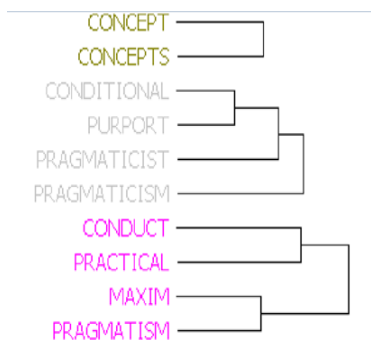 CONCEPT
CONCEPTS
CONDITIONAL
PURPORT
PRAGMATICIST
PRAGMATICISM
CONDUCT
PRACTICAL
MAXIM
PRAGMATISM